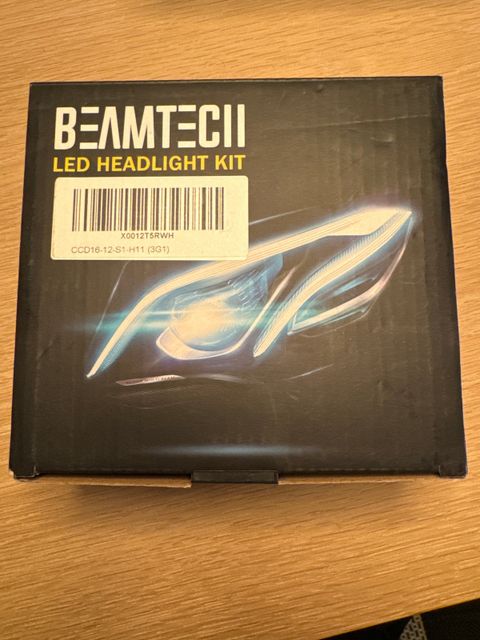 BEAMTECH
LED HEADLIGHT KIT
X0012T5RWH
CCD16-12-S1-H11 (3G1)